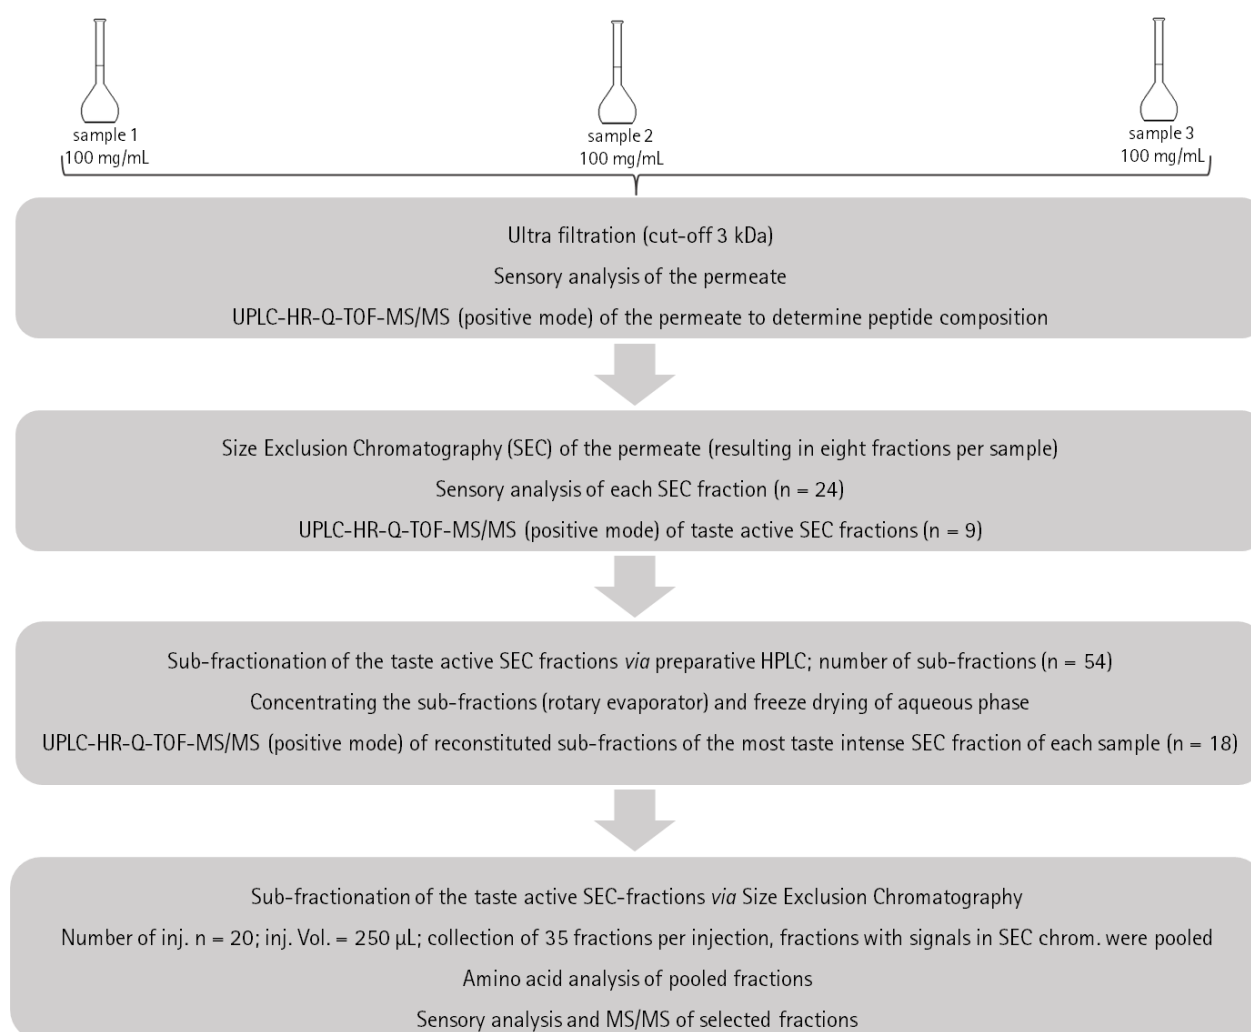 sample 1
100 mg/mL
sample 2
100 mg/mL
sample 3
100 mg/mL
Ultra filtration (cut-off 3 kDa)
Sensory analysis of the permeate
UPLC-HR-Q-TOF-MS/MS (positive mode) of the permeate to determine peptide composition
Size Exclusion Chromatography (SEC) of the permeate (resulting in eight fractions per sample)
Sensory analysis of each SEC fraction (n = 24)
UPLC-HR-Q-TOF-MS/MS (positive mode) of taste active SEC fractions (n = 9)
Sub-fractionation of the taste active SEC fractions via preparative HPLC; number of sub-fractions (n = 54)
Concentrating the sub-fractions (rotary evaporator) and freeze drying of aqueous phase
UPLC-HR-Q-TOF-MS/MS (positive mode) of reconstituted sub-fractions of the most taste intense SEC fraction of each sample (n = 18)
Sub-fractionation of the taste active SEC-fractions via Size Exclusion Chromatography
Number of inj. n = 20; inj. Vol. = 250 µL; collection of 35 fractions per injection, fractions with signals in SEC chrom. were pooled
Amino acid analysis of pooled fractions
Sensory analysis and MS/MS of selected fractions